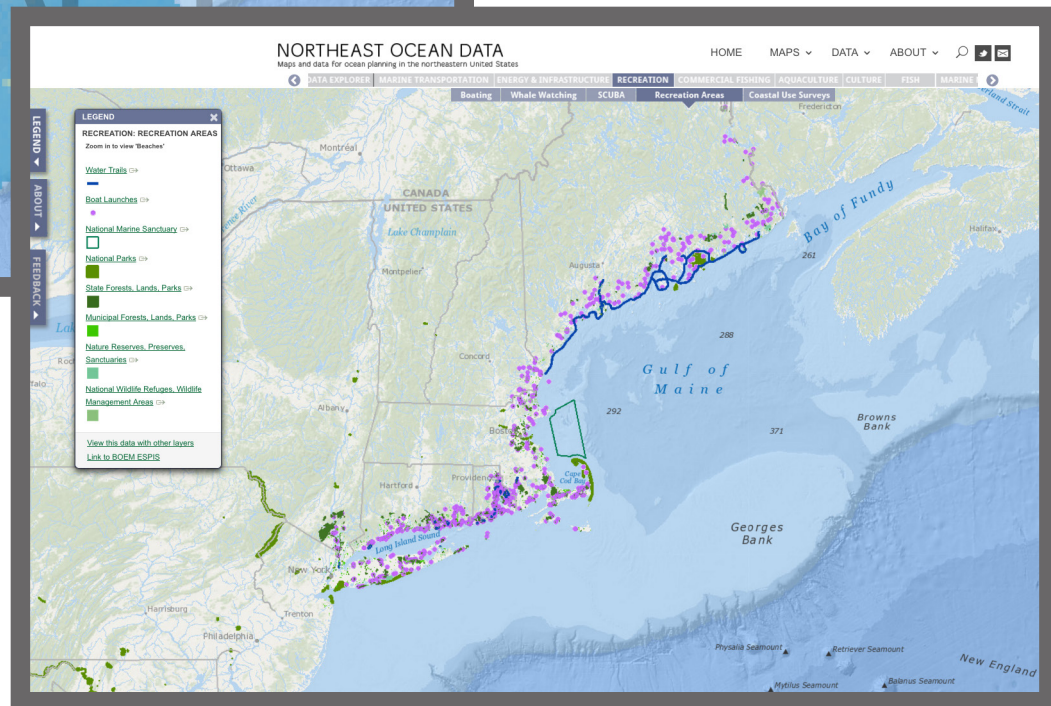 NORTHEAST OCEAN DATA
Maps and data for ocean planning in the northeastern United States
HOME MAPS DATA ABOUT
DATA EXPLORER MARINE TRANSPORTATION ENERGY & INFRASTRUCTURE RECREATION COMMERCIAL FISHING AQUACULTURE CULTURE FISH MARINE
Boating Whale Watching SCUBA Recreation Areas Coastal Use Surveys
LEGEND
ABOUT
FEEDBACK
LEGEND
RECREATION: RECREATION AREAS
Zoom in to view 'Beaches'
Water Trails
Boat Launches
National Marine Sanctuary
National Parks
State Forests, Lands, Parks
Municipal Forests, Lands, Parks
Nature Reserves, Preserves,
Sanctuaries
National Wildlife Refuges, Wildlife
Management Areas
View this data with other layers
Link to BOEM ESPIS
Fredericton
Strait
Montréal
Ottawa
CANADA
UNITED STATES
Lake Champlain
Bay of Fundy
Halifax
261
Augusta
Montpelier
288
Concord
Gulf of
Maine
Albany
292
Browns
Bank
371
Boston
Cape
Cod Bay
Providence
Hartford
Georges
Bank
Long Island Sound
New York
Harrisburg
Trenton
Philadelphia
Physalia Seamount
Retriever Seamount
New England
Mytilus Seamount
Balanus Seamount